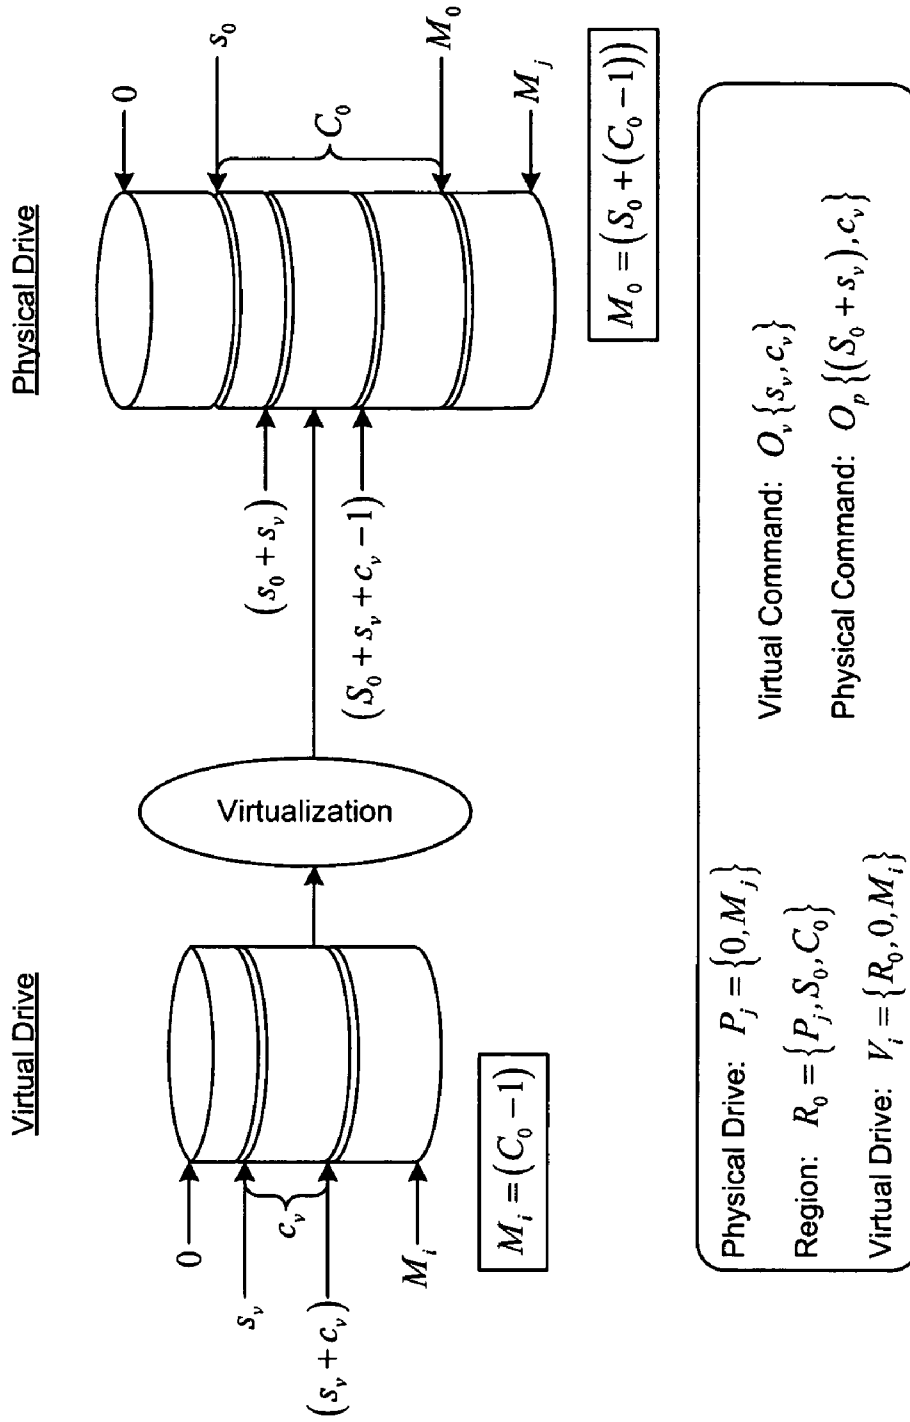 Virtual Drive
Physical Drive
0
s_v
c_v
(s_v + c_v)
M_i
M_i = (C_0 − 1)
Virtualization
(s_0 + s_v)
(S_0 + s_v + c_v − 1)
0
s_0
C_0
M_0
M_j
M_0 = (S_0 + (C_0 − 1))
Physical Drive: P_j = {0, M_j}
Region: R_0 = {P_j, S_0, C_0}
Virtual Drive: V_i = {R_0, 0, M_i}
Virtual Command: O_v {s_v, c_v}
Physical Command: O_p {(S_0 + s_v), c_v}